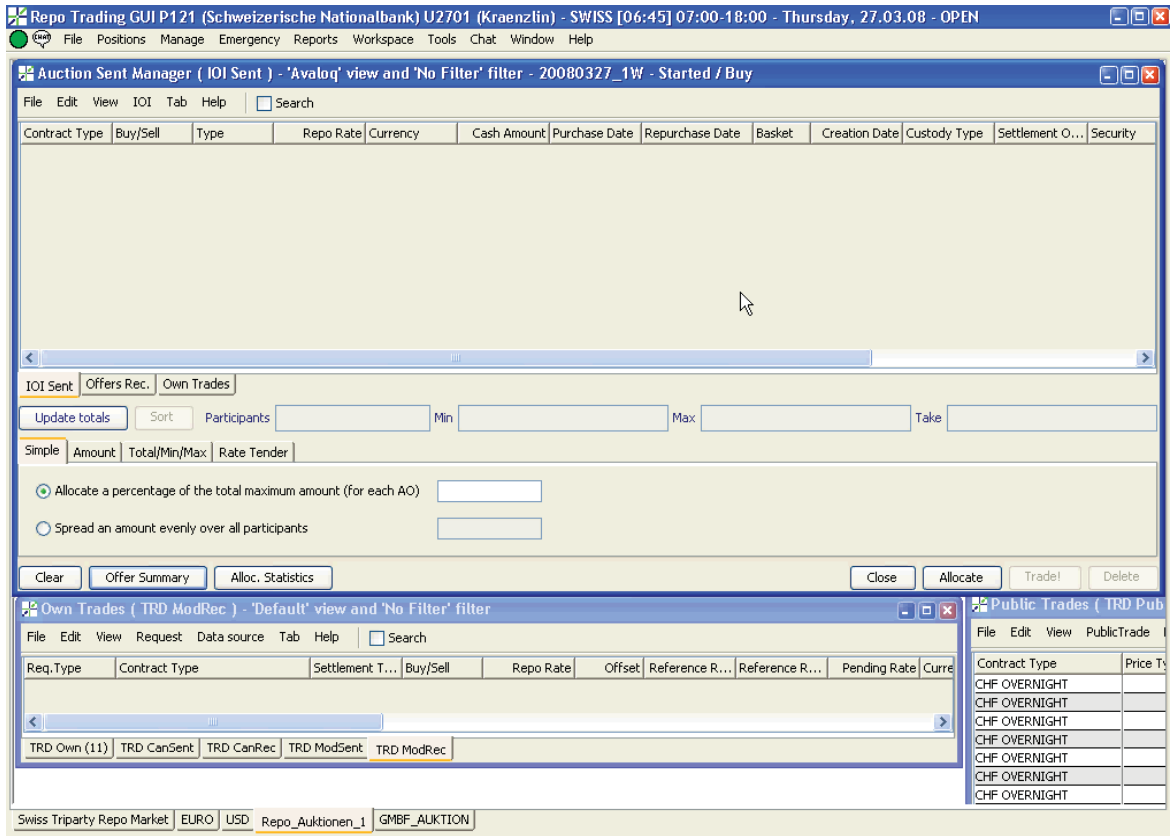 Repo Trading GUI P121 (Schweizerische Nationalbank) U2701 (Kraenzlin) - SWISS [06:45] 07:00-18:00 - Thursday, 27.03.08 - OPEN
CHAT File Positions Manage Emergency Reports Workspace Tools Chat Window Help
Auction Sent Manager ( IOI Sent ) - 'Avaloq' view and 'No Filter' filter - 20080327_1W - Started / Buy
File Edit View IOI Tab Help Search
Contract Type Buy/Sell Type Repo Rate Currency Cash Amount Purchase Date Repurchase Date Basket Creation Date Custody Type Settlement O... Security
IOI Sent Offers Rec. Own Trades
Update totals Sort Participants Min Max Take
Simple Amount Total/Min/Max Rate Tender
Allocate a percentage of the total maximum amount (for each AO)
Spread an amount evenly over all participants
Clear Offer Summary Alloc. Statistics Close Allocate Trade! Delete
Own Trades ( TRD ModRec ) - 'Default' view and 'No Filter' filter
File Edit View Request Data source Tab Help Search
Req.Type Contract Type Settlement T... Buy/Sell Repo Rate Offset Reference R... Reference R... Pending Rate Curre
TRD Own (11) TRD CanSent TRD CanRec TRD ModSent TRD ModRec
Public Trades ( TRD Pub
File Edit View PublicTrade
Contract Type Price Ty
CHF OVERNIGHT
CHF OVERNIGHT
CHF OVERNIGHT
CHF OVERNIGHT
CHF OVERNIGHT
CHF OVERNIGHT
CHF OVERNIGHT
Swiss Triparty Repo Market EURO USD Repo_Auktionen_1 GMBF_AUKTION